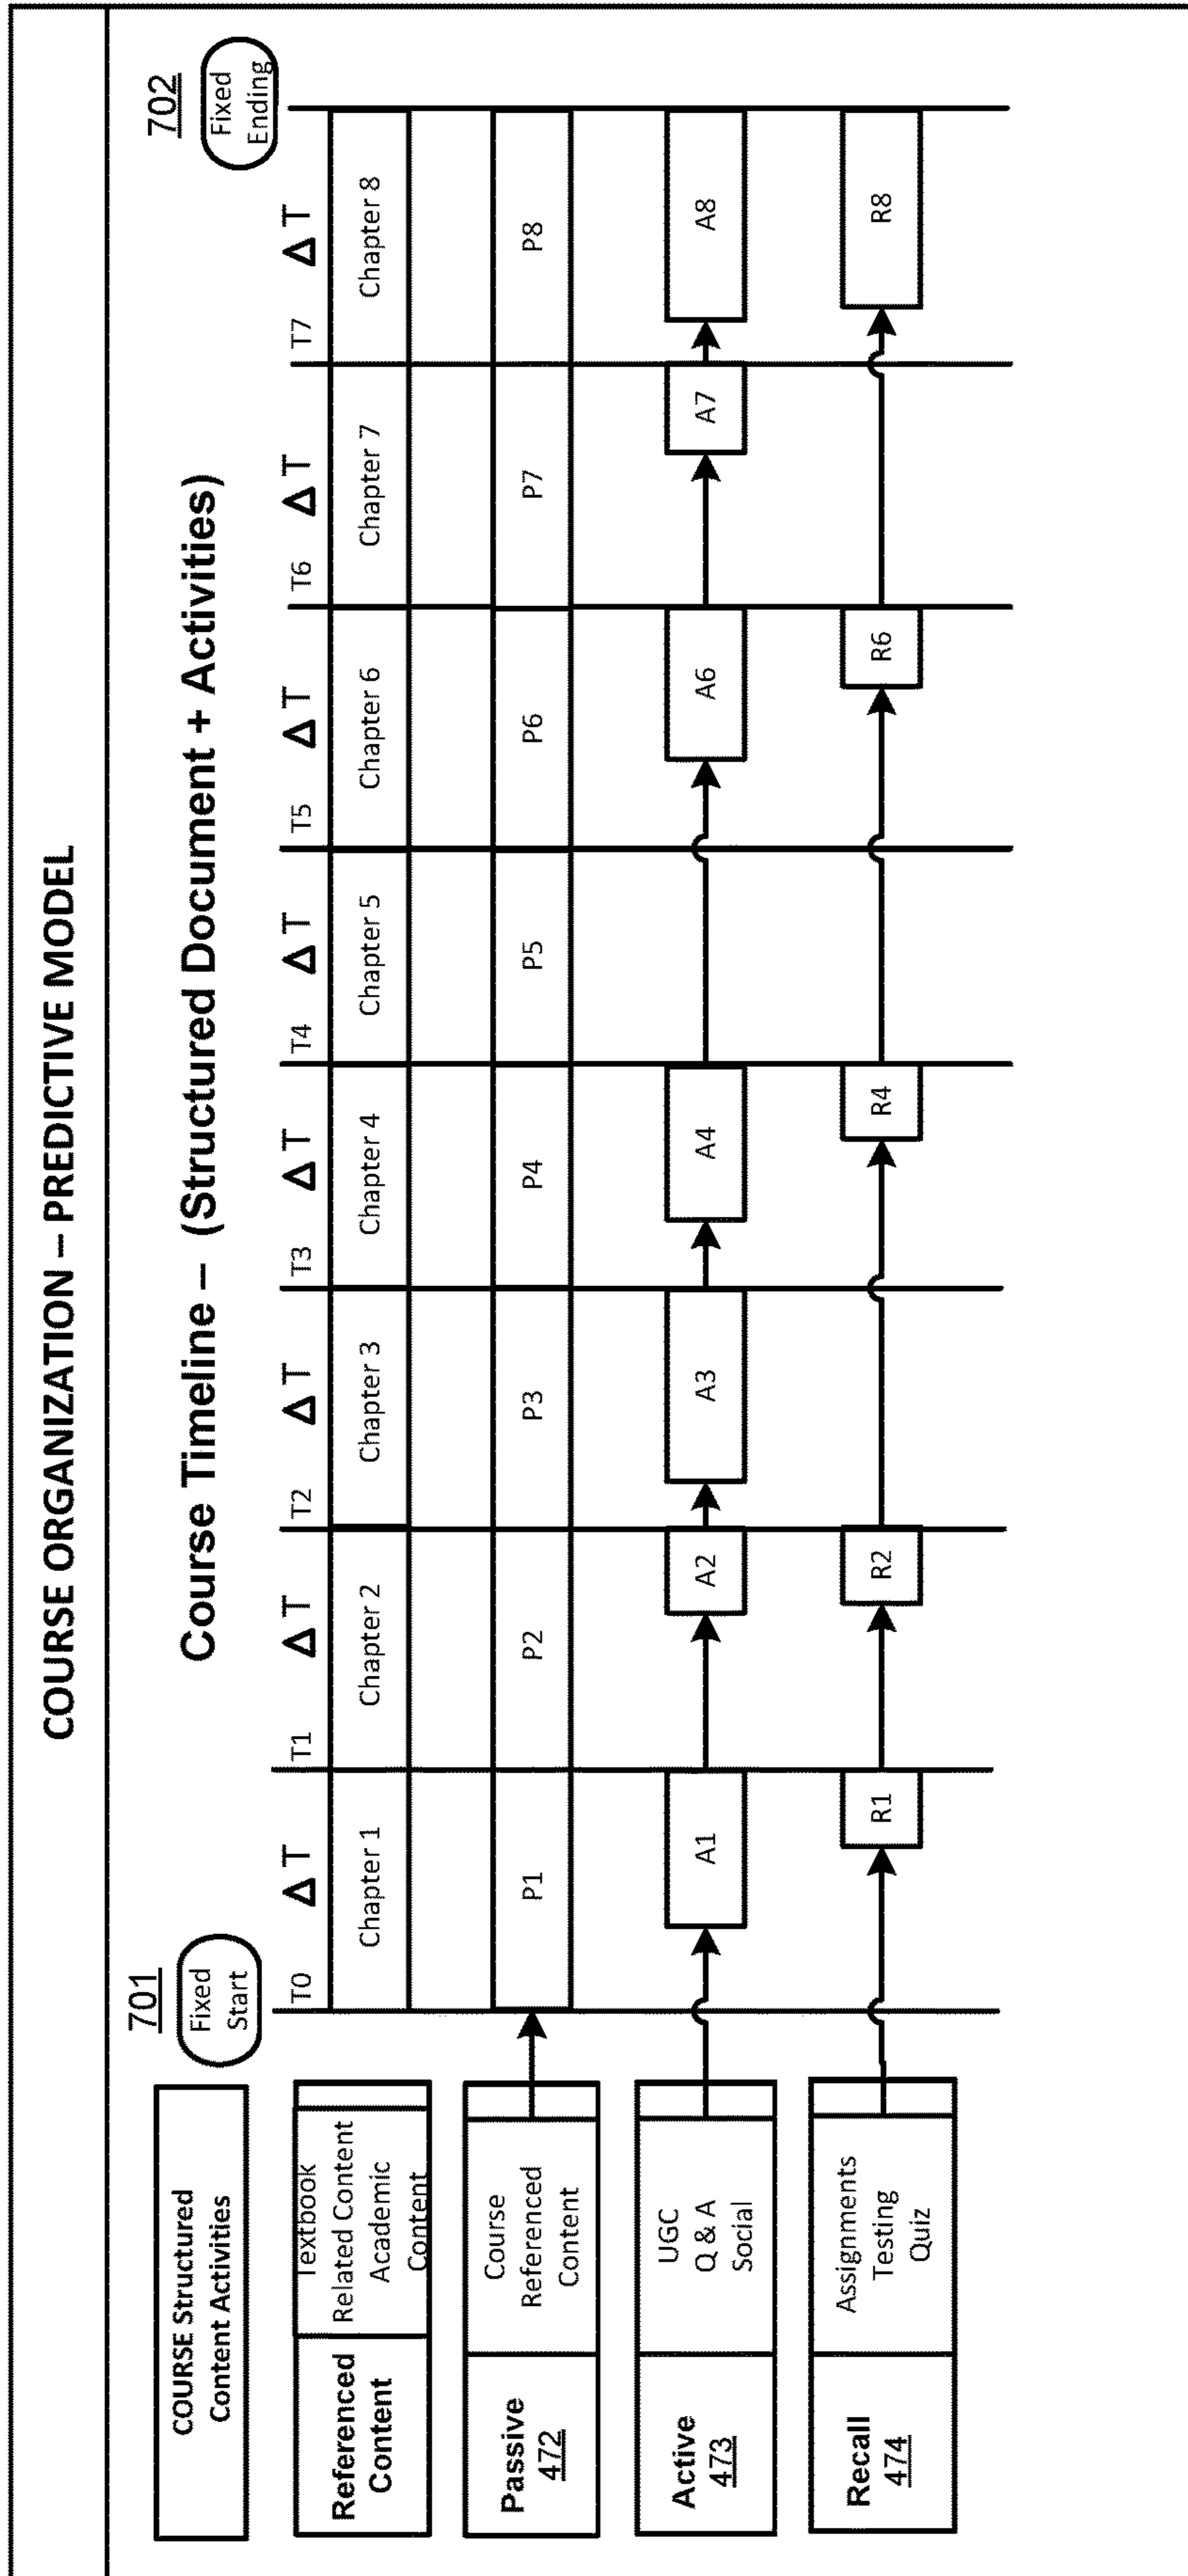 COURSE ORGANIZATION – PREDICTIVE MODEL
Course Timeline – (Structured Document + Activities)
701
Fixed
Start
702
Fixed
Ending
COURSE Structured
Content Activities
T0
Δ T
T1
Δ T
T2
Δ T
T3
Δ T
T4
Δ T
T5
Δ T
T6
Δ T
T7
Δ T
Referenced
Content
Textbook
Related Content
Academic
Content
Chapter 1
Chapter 2
Chapter 3
Chapter 4
Chapter 5
Chapter 6
Chapter 7
Chapter 8
Passive
472
Course
Referenced
Content
P1
P2
P3
P4
P5
P6
P7
P8
Active
473
UGC
Q & A
Social
A1
A2
A3
A4
A6
A7
A8
Recall
474
Assignments
Testing
Quiz
R1
R2
R4
R6
R8